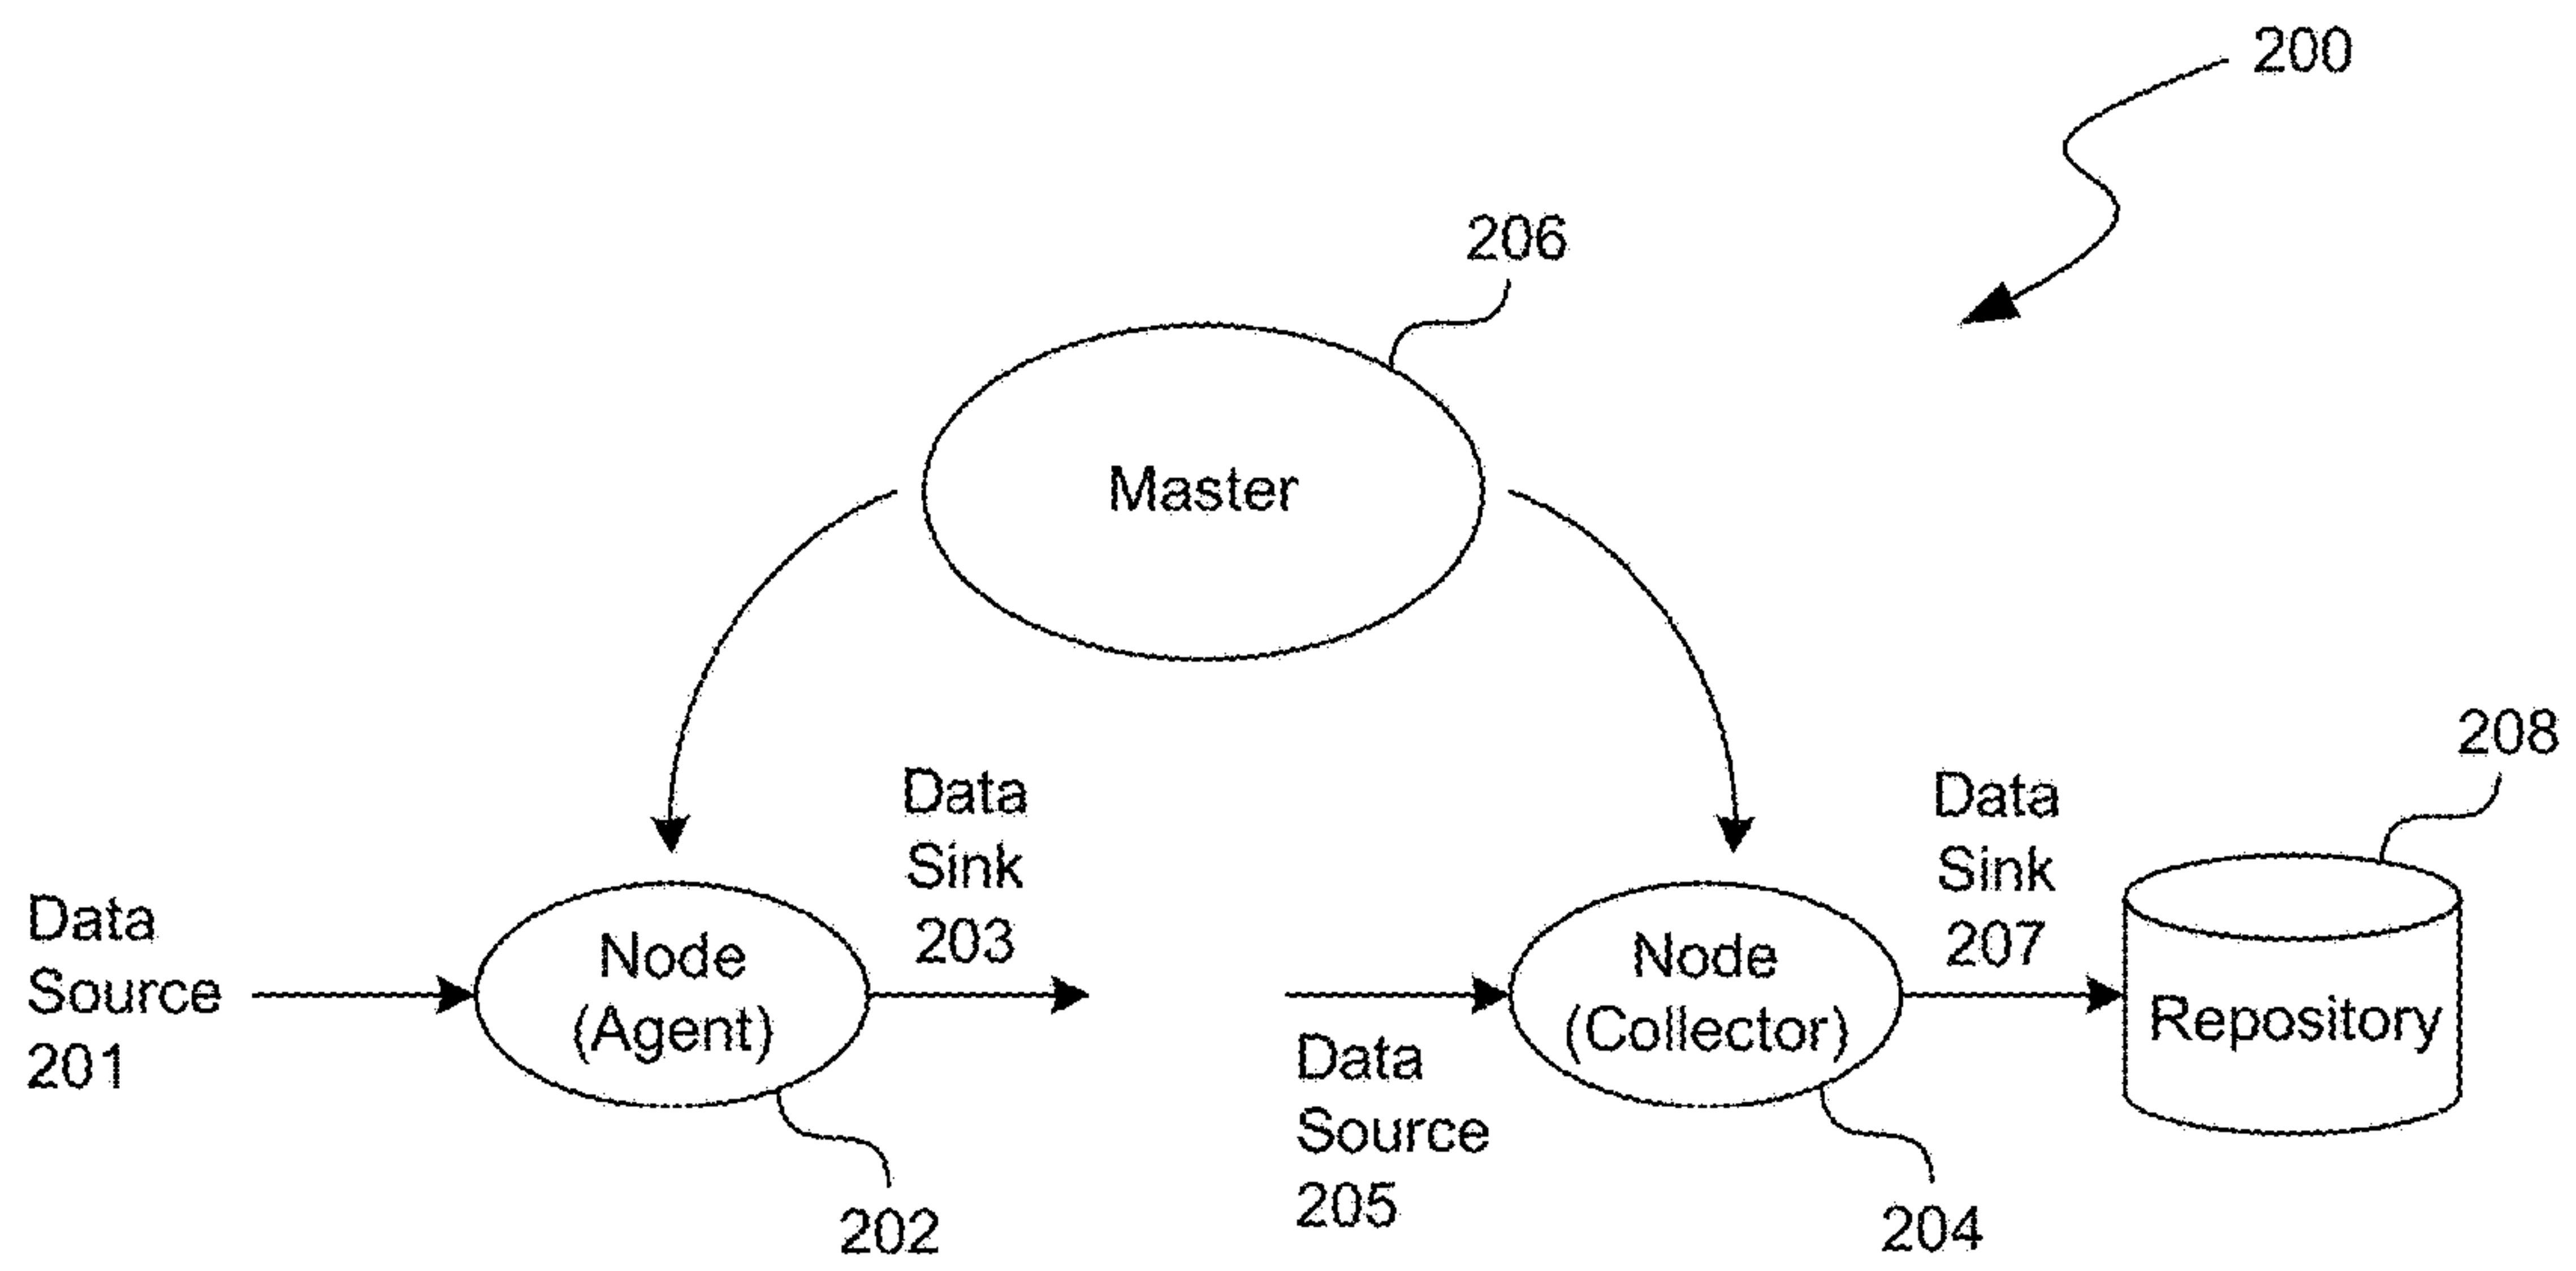 200
206
Master
208
Data
Sink
203
Data
Sink
207
Data
Source
201
Node
(Agent)
Node
(Collector)
Repository
Data
Source
205
202
204